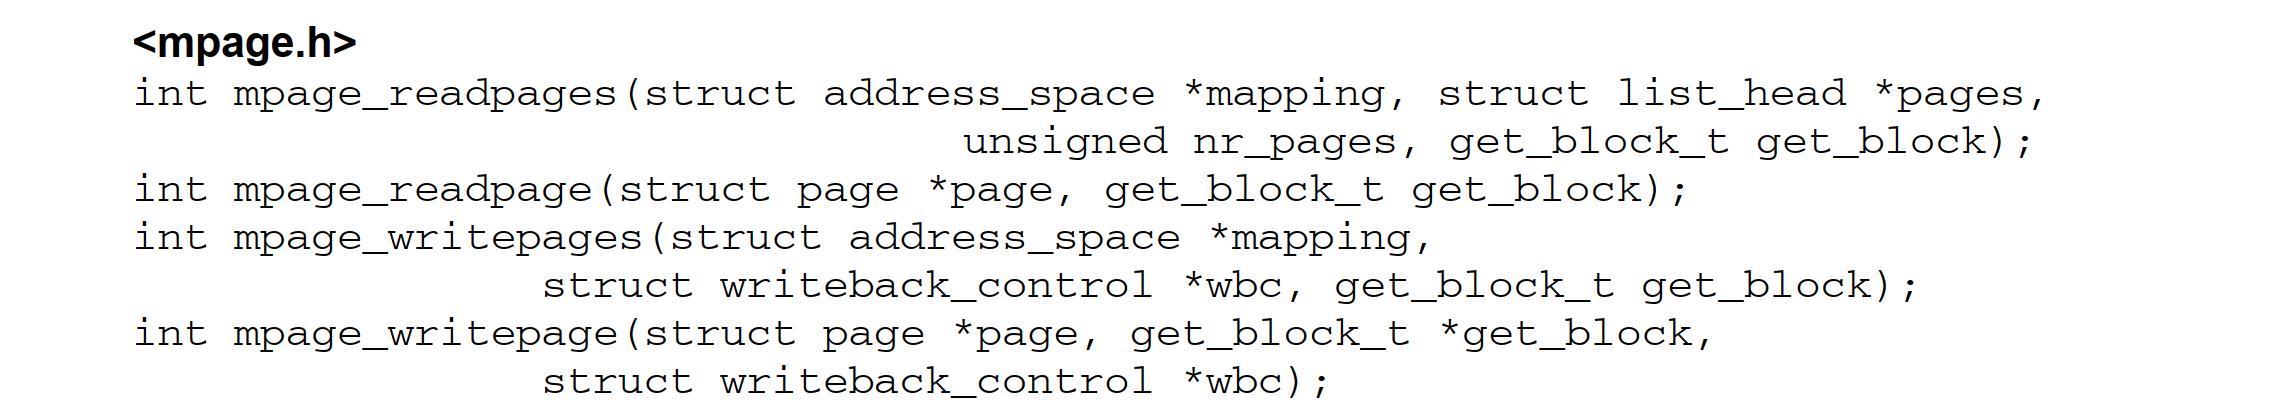 <mpage.h>
int mpage_readpages(struct address_space *mapping, struct list_head *pages,
unsigned nr_pages, get_block_t get_block);
int mpage_readpage(struct page *page, get_block_t get_block);
int mpage_writepages(struct address_space *mapping,
struct writeback_control *wbc, get_block_t get_block);
int mpage_writepage(struct page *page, get_block_t *get_block,
struct writeback_control *wbc);